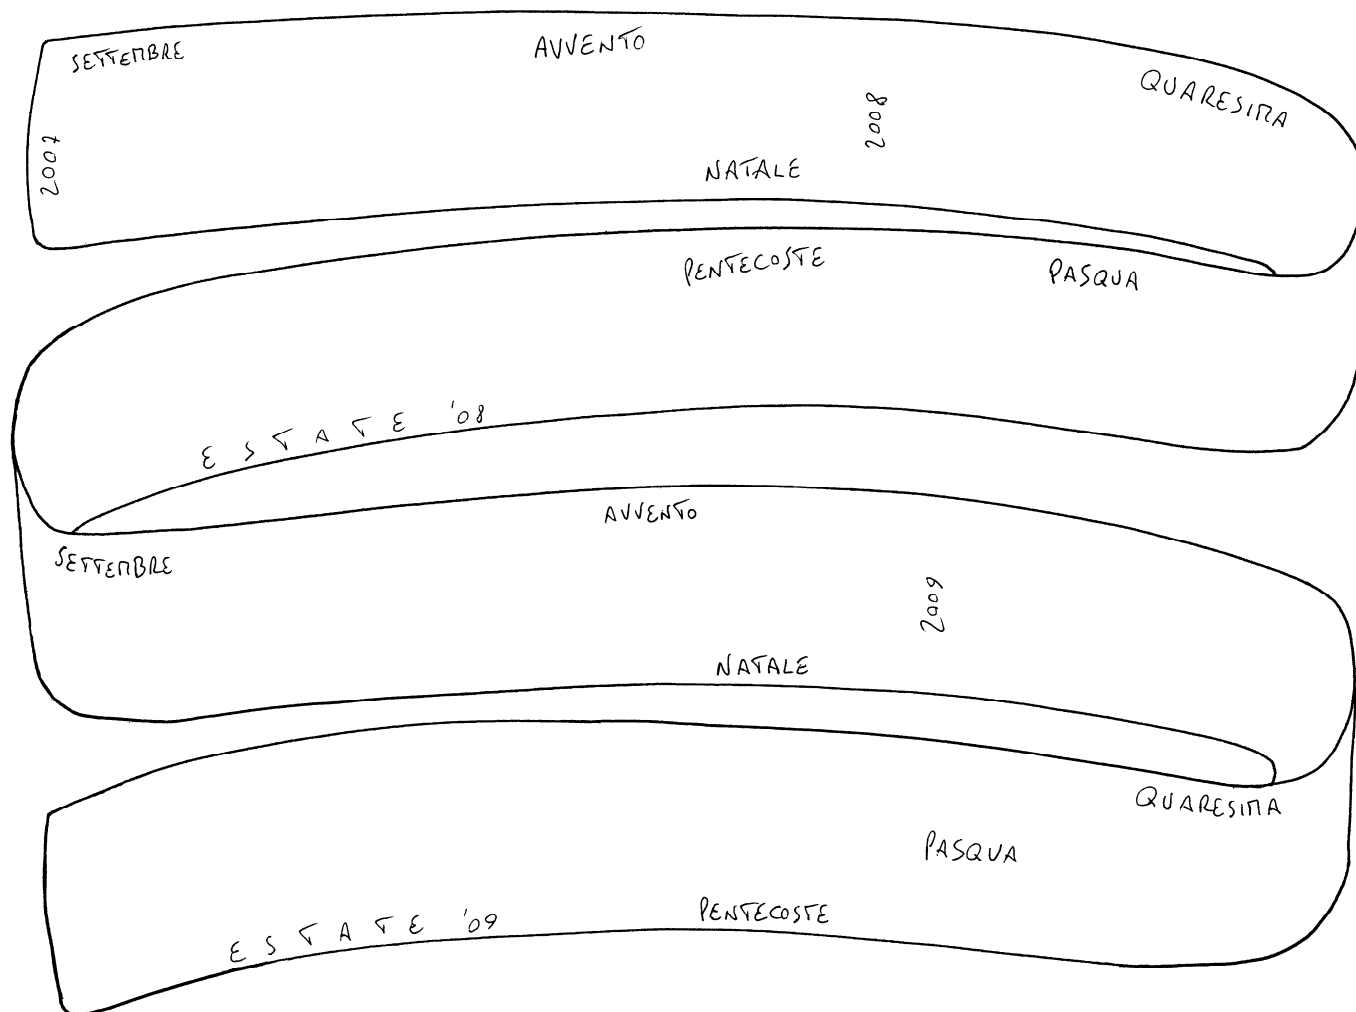 SETTEMBRE
AVVENTO
QUARESIMA
2007
2008
NATALE
PENTECOSTE
PASQUA
ESTATE '08
SETTEMBRE
AVVENTO
2009
NATALE
QUARESIMA
PASQUA
PENTECOSTE
ESTATE '09